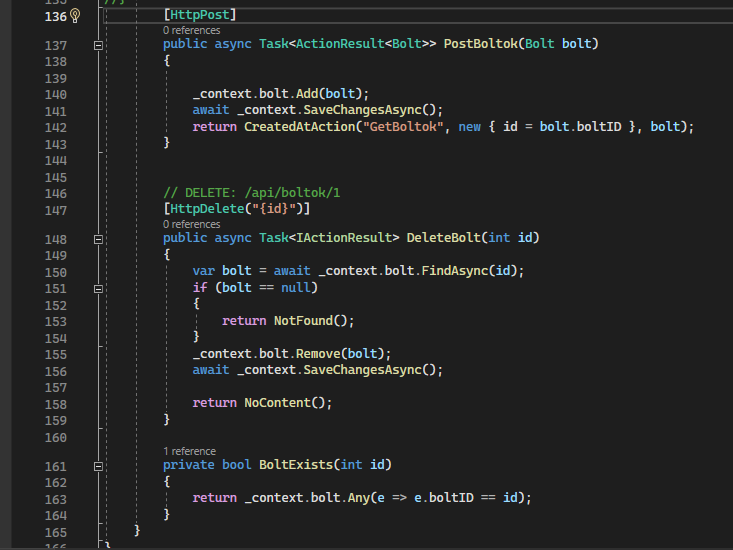 135 //}
136 [HttpPost]
0 references
137 public async Task<ActionResult<Bolt>> PostBoltok(Bolt bolt)
138 {
139
140 _context.bolt.Add(bolt);
141 await _context.SaveChangesAsync();
142 return CreatedAtAction("GetBoltok", new { id = bolt.boltID }, bolt);
143 }
144
145
146 // DELETE: /api/boltok/1
147 [HttpDelete("{id}")]
0 references
148 public async Task<IActionResult> DeleteBolt(int id)
149 {
150 var bolt = await _context.bolt.FindAsync(id);
151 if (bolt == null)
152 {
153 return NotFound();
154 }
155 _context.bolt.Remove(bolt);
156 await _context.SaveChangesAsync();
157
158 return NoContent();
159 }
160
1 reference
161 private bool BoltExists(int id)
162 {
163 return _context.bolt.Any(e => e.boltID == id);
164 }
165 }
166 }